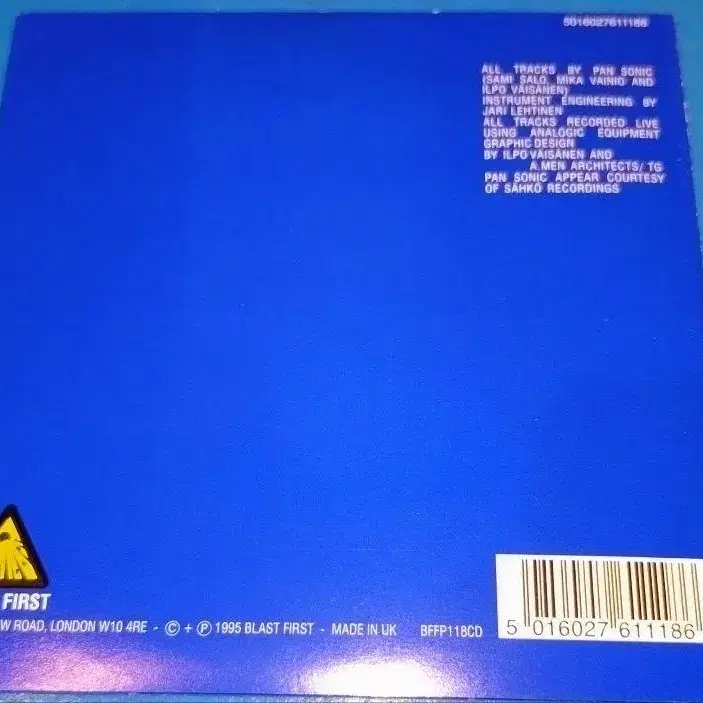 5016027611186
ALL TRACKS BY PAN SONIC
(SAMI SALO, MIKA VAINIO AND
ILPO VÄISÄNEN)
INSTRUMENT ENGINEERING BY
JARI LEHTINEN
ALL TRACKS RECORDED LIVE
USING ANALOGIC EQUIPMENT
GRAPHIC DESIGN
BY ILPO VÄISÄNEN AND
A.MEN ARCHITECTS/ TG
PAN SONIC APPEAR COURTESY
OF SÄHKÖ RECORDINGS
FIRST
W ROAD, LONDON W10 4RE - © + ℗ 1995 BLAST FIRST - MADE IN UK BFFP118CD
5 016027 611186